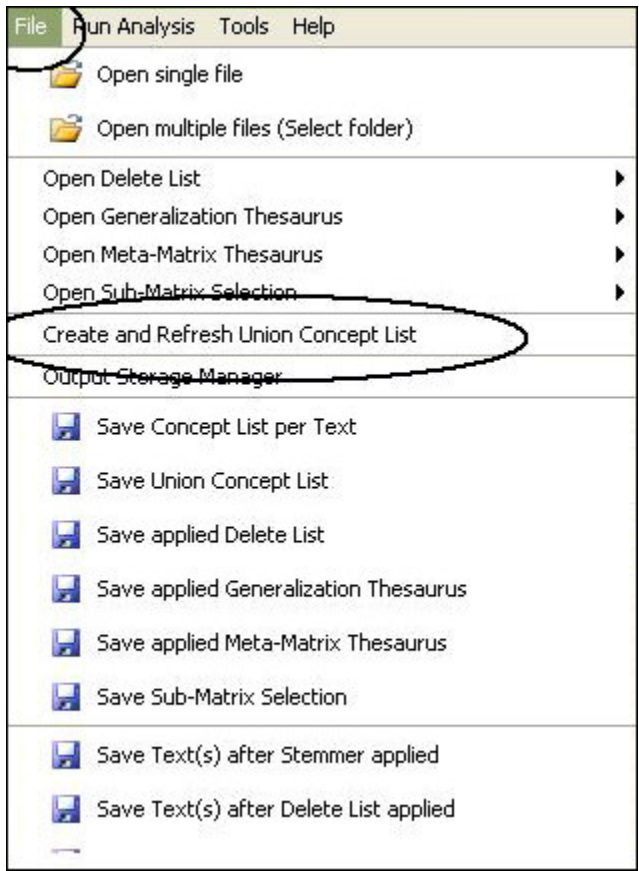 File Run Analysis Tools Help
Open single file
Open multiple files (Select folder)
Open Delete List
Open Generalization Thesaurus
Open Meta-Matrix Thesaurus
Open Sub-Matrix Selection
Create and Refresh Union Concept List
Output Storage Manager
Save Concept List per Text
Save Union Concept List
Save applied Delete List
Save applied Generalization Thesaurus
Save applied Meta-Matrix Thesaurus
Save Sub-Matrix Selection
Save Text(s) after Stemmer applied
Save Text(s) after Delete List applied